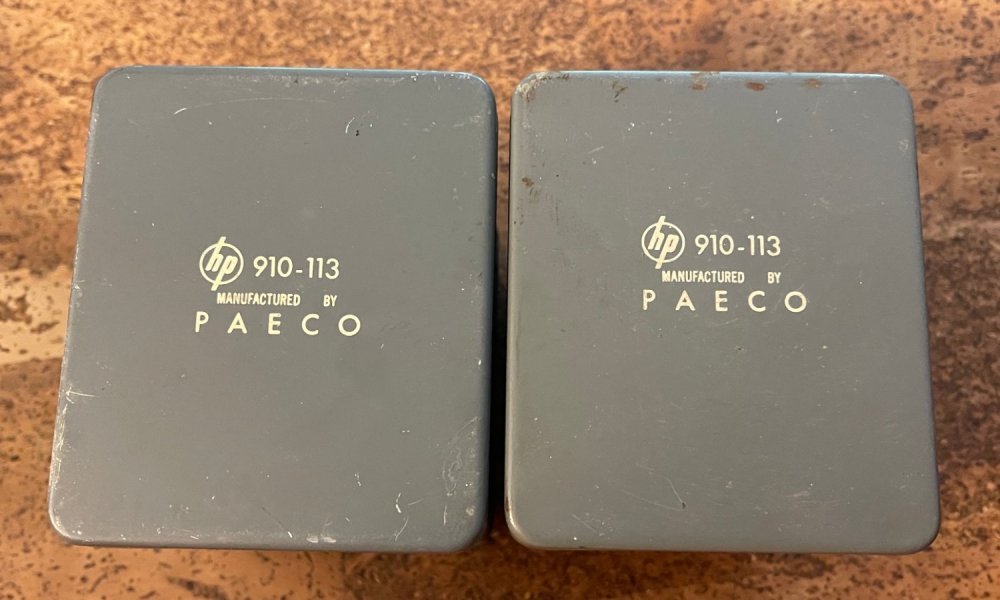 hp 910-113
MANUFACTURED BY
PAECO
hp 910-113
MANUFACTURED BY
PAECO